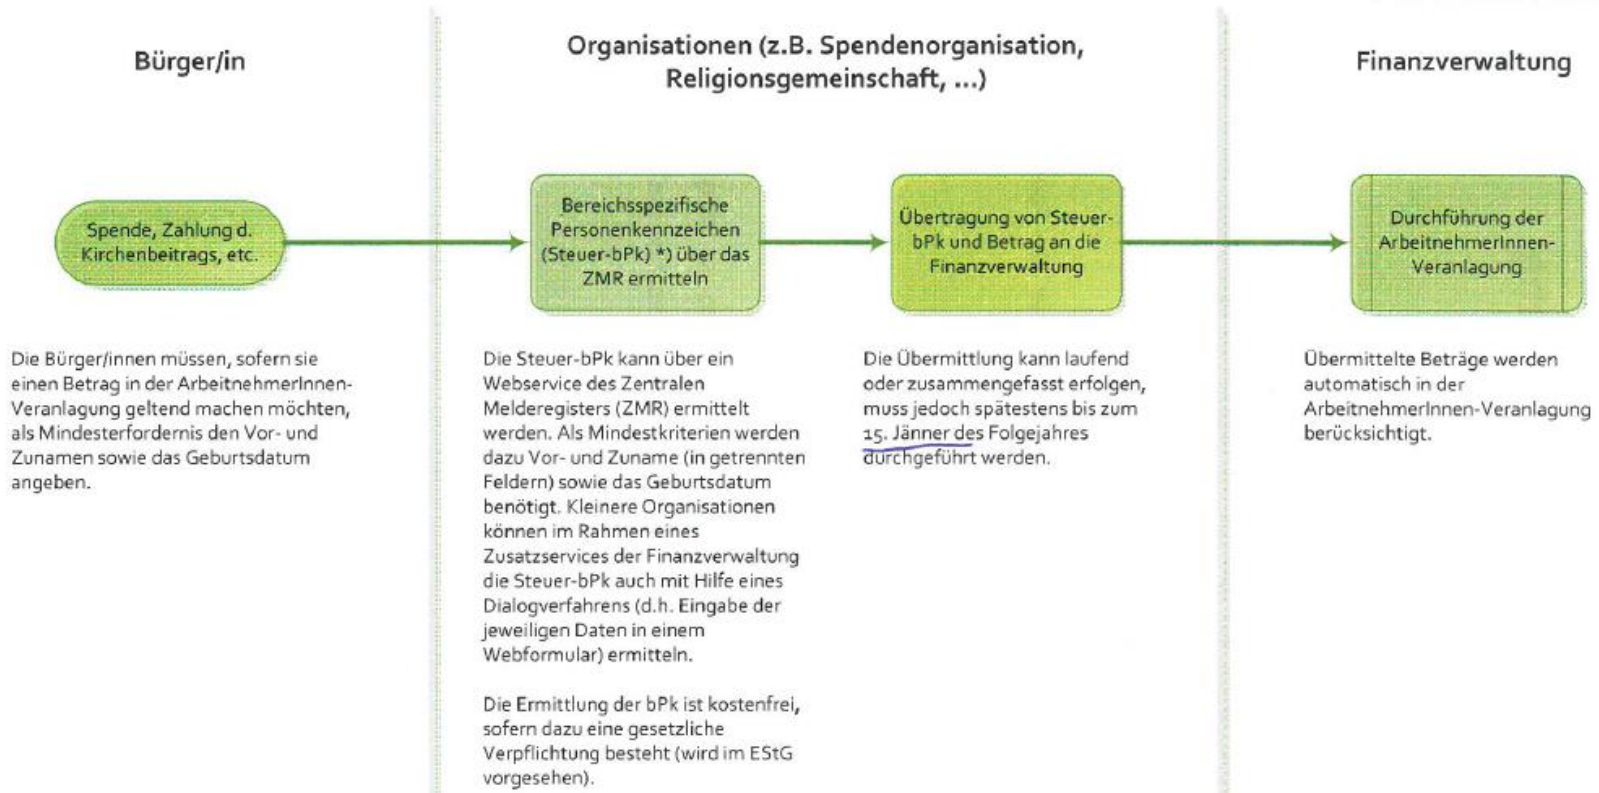 Bürger/in
Organisationen (z.B. Spendenorganisation,
Religionsgemeinschaft, ...)
Finanzverwaltung
Spende, Zahlung d.
Kirchenbeitrags, etc.
Bereichsspezifische
Personenkennzeichen
(Steuer-bPk) *) über das
ZMR ermitteln
Übertragung von Steuer-
bPk und Betrag an die
Finanzverwaltung
Durchführung der
ArbeitnehmerInnen-
Veranlagung
Die Bürger/innen müssen, sofern sie
einen Betrag in der ArbeitnehmerInnen-
Veranlagung geltend machen möchten,
als Mindesterfordernis den Vor- und
Zunamen sowie das Geburtsdatum
angeben.
Die Steuer-bPk kann über ein
Webservice des Zentralen
Melderegisters (ZMR) ermittelt
werden. Als Mindestkriterien werden
dazu Vor- und Zuname (in getrennten
Feldern) sowie das Geburtsdatum
benötigt. Kleinere Organisationen
können im Rahmen eines
Zusatzservices der Finanzverwaltung
die Steuer-bPk auch mit Hilfe eines
Dialogverfahrens (d.h. Eingabe der
jeweiligen Daten in einem
Webformular) ermitteln.
Die Ermittlung der bPk ist kostenfrei,
sofern dazu eine gesetzliche
Verpflichtung besteht (wird im EStG
vorgesehen).
Die Übermittlung kann laufend
oder zusammengefasst erfolgen,
muss jedoch spätestens bis zum
15. Jänner des Folgejahres
durchgeführt werden.
Übermittelte Beträge werden
automatisch in der
ArbeitnehmerInnen-Veranlagung
berücksichtigt.